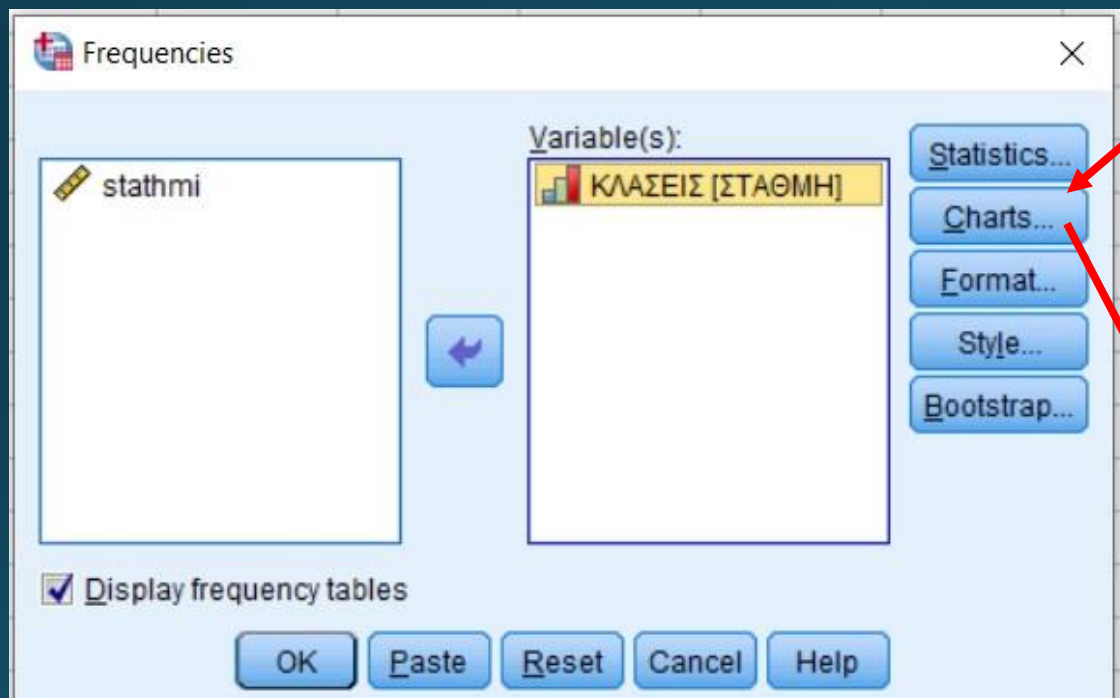 Frequencies
Variable(s):
stathmi
ΚΛΑΣΕΙΣ [ΣΤΑΘΜΗ]
Statistics...
Charts...
Format...
Style...
Bootstrap...
Display frequency tables
OK Paste Reset Cancel Help